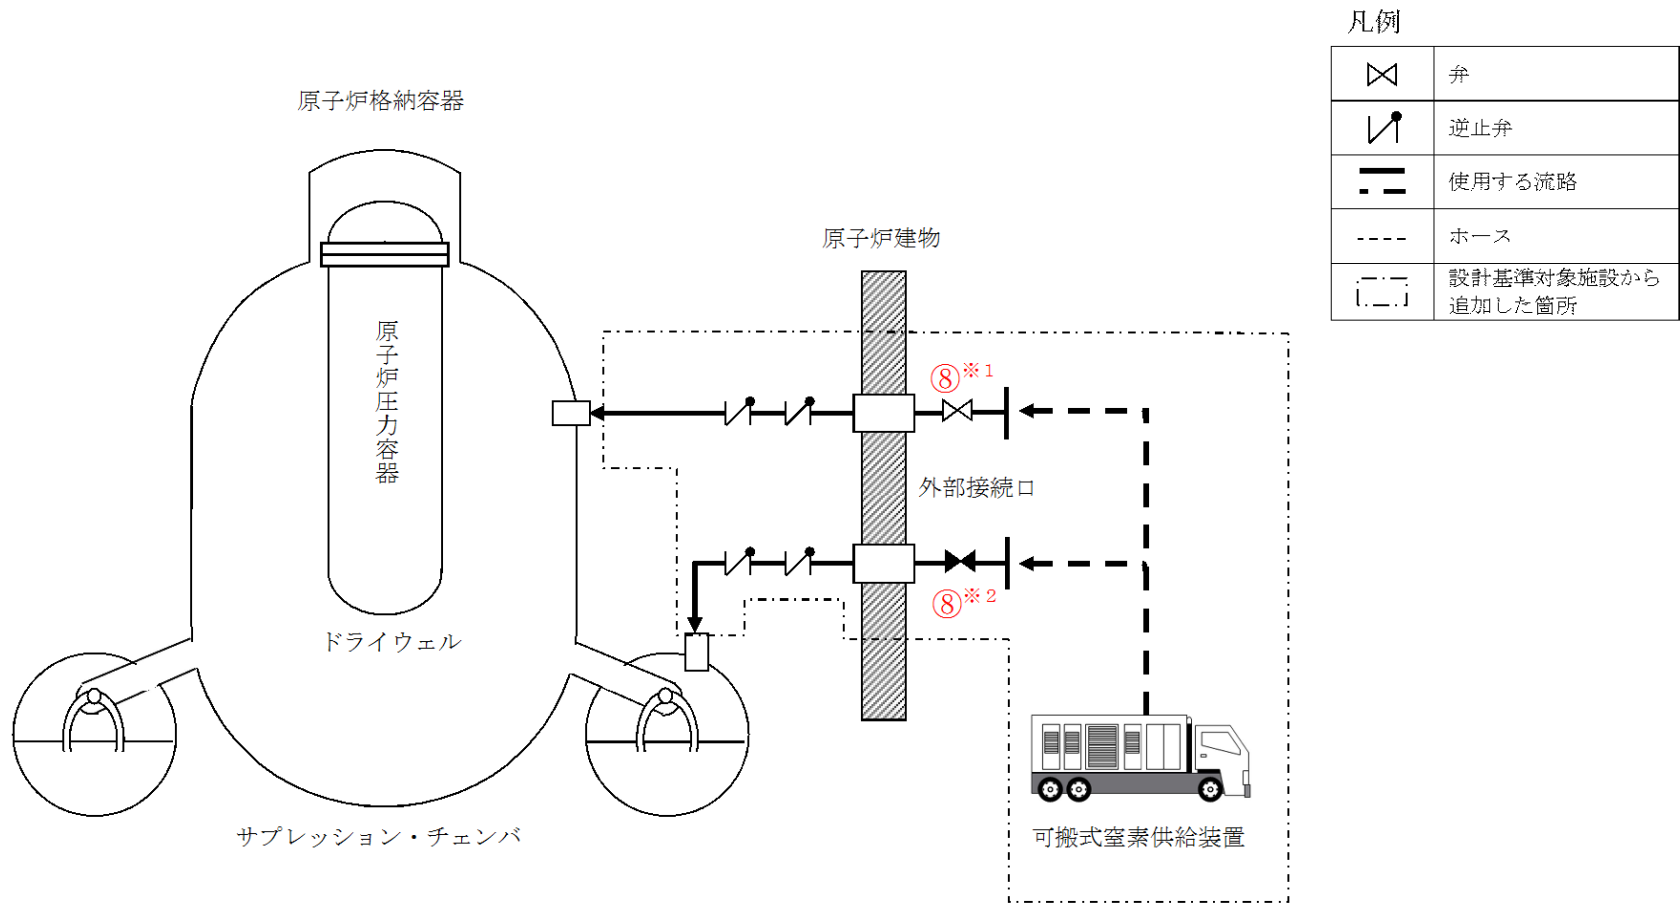 凡例
弁
逆止弁
使用する流路
ホース
設計基準対象施設から
追加した箇所
原子炉格納容器
原子炉建物
原子炉圧力容器
⑧※1
外部接続口
⑧※2
ドライウェル
サプレッション・チェンバ
可搬式窒素供給装置